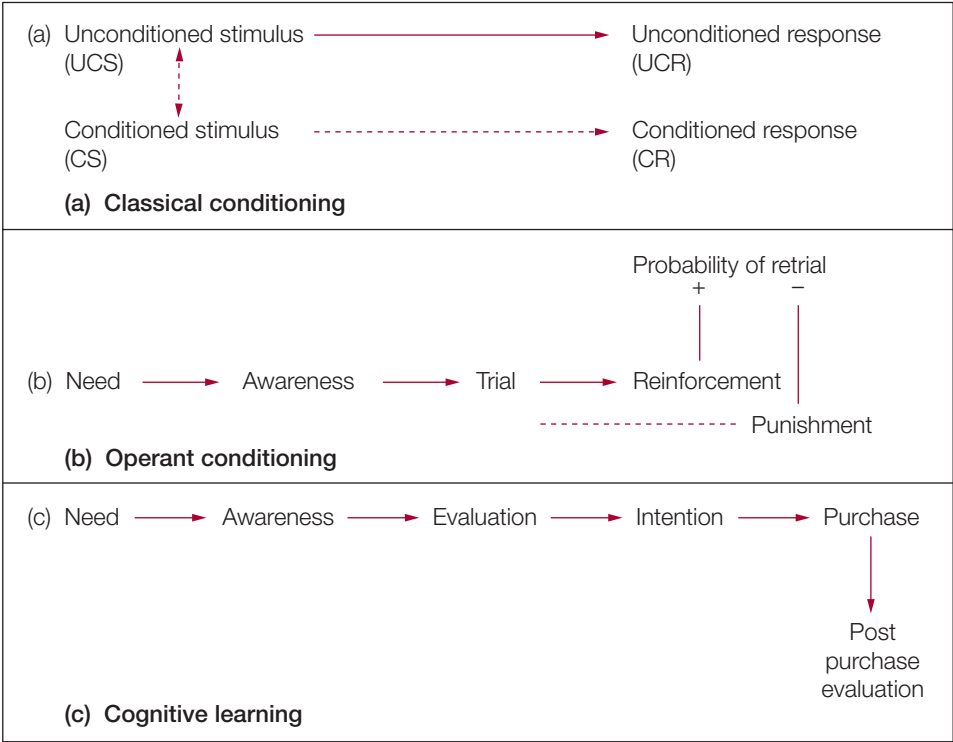 (a) Unconditioned stimulus Unconditioned response
(UCS) (UCR)
Conditioned stimulus Conditioned response
(CS) (CR)
(a) Classical conditioning
Probability of retrial
+ −
(b) Need Awareness Trial Reinforcement
Punishment
(b) Operant conditioning
(c) Need Awareness Evaluation Intention Purchase
Post
purchase
evaluation
(c) Cognitive learning